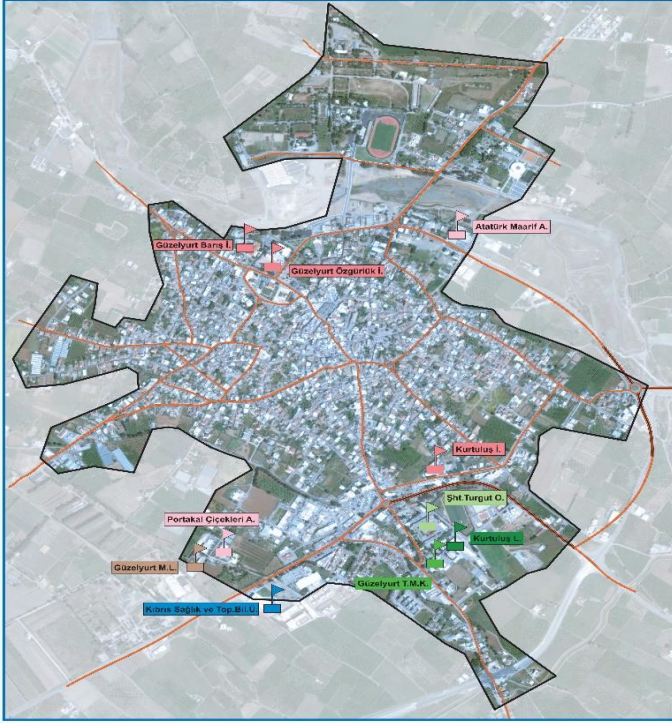 Atatürk Maarif A.
Güzelyurt Barış İ.
Güzelyurt Özgürlük İ.
Kurtuluş İ.
Şht.Turgut O.
Portakal Çiçekleri A.
Kurtuluş L.
Güzelyurt M.L.
Güzelyurt T.M.K.
Kıbrıs Sağlık ve Top.Bil.Ü.